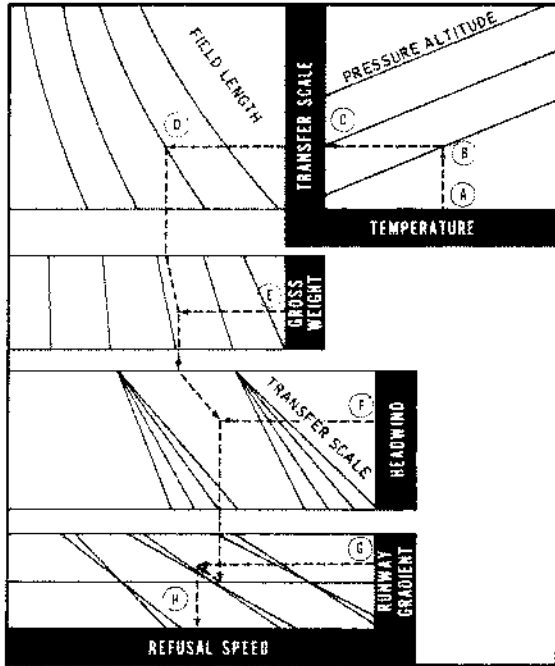 FIELD LENGTH
TRANSFER SCALE
PRESSURE ALTITUDE
C
D
B
A
TEMPERATURE
E
GROSS
WEIGHT
TRANSFER SCALE
F
HEADWIND
G
H
RUNWAY
GRADIENT
REFUSAL SPEED